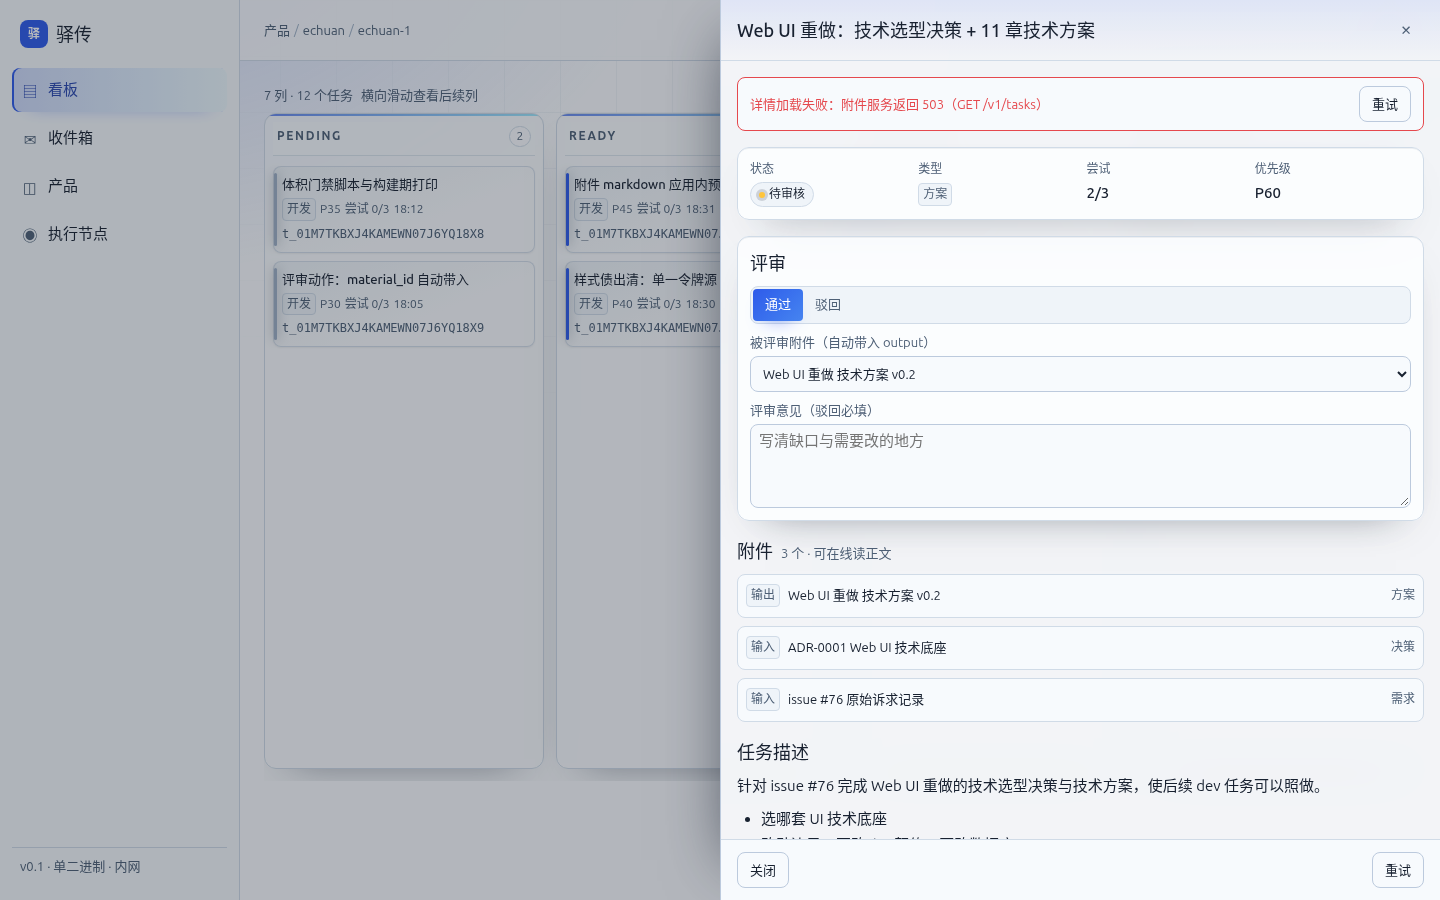 驿 驿传
看板
收件箱
产品
执行节点
v0.1 · 单二进制 · 内网
产品 / echuan / echuan-1
7 列 · 12 个任务 横向滑动查看后续列
PENDING 2
体积门禁脚本与构建期打印
开发 P35 尝试 0/3 18:12
t_01M7TKBXJ4KAMEWN07J6YQ18X8
评审动作：material_id 自动带入
开发 P30 尝试 0/3 18:05
t_01M7TKBXJ4KAMEWN07J6YQ18X9
READY
附件 markdown 应用内预
开发 P45 尝试 0/3 18:31
t_01M7TKBXJ4KAMEWN07.
样式债出清：单一令牌源
开发 P40 尝试 0/3 18:30
t_01M7TKBXJ4KAMEWN07.
Web UI 重做：技术选型决策 + 11 章技术方案 ×
详情加载失败：附件服务返回 503（GET /v1/tasks） 重试
状态 类型 尝试 优先级
待审核 方案 2/3 P60
评审
通过 驳回
被评审附件（自动带入 output）
Web UI 重做 技术方案 v0.2
评审意见（驳回必填）
写清缺口与需要改的地方
附件 3 个 · 可在线读正文
输出 Web UI 重做 技术方案 v0.2 方案
输入 ADR-0001 Web UI 技术底座 决策
输入 issue #76 原始诉求记录 需求
任务描述
针对 issue #76 完成 Web UI 重做的技术选型决策与技术方案，使后续 dev 任务可以照做。
• 选哪套 UI 技术底座
关闭 重试